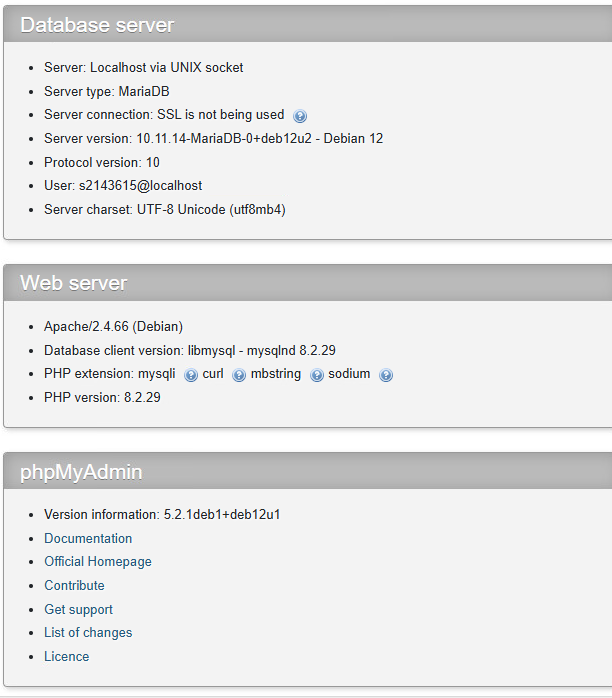 Database server
Server: Localhost via UNIX socket
Server type: MariaDB
Server connection: SSL is not being used
Server version: 10.11.14-MariaDB-0+deb12u2 - Debian 12
Protocol version: 10
User: s2143615@localhost
Server charset: UTF-8 Unicode (utf8mb4)
Web server
Apache/2.4.66 (Debian)
Database client version: libmysql - mysqlnd 8.2.29
PHP extension: mysqli curl mbstring sodium
PHP version: 8.2.29
phpMyAdmin
Version information: 5.2.1deb1+deb12u1
Documentation
Official Homepage
Contribute
Get support
List of changes
Licence